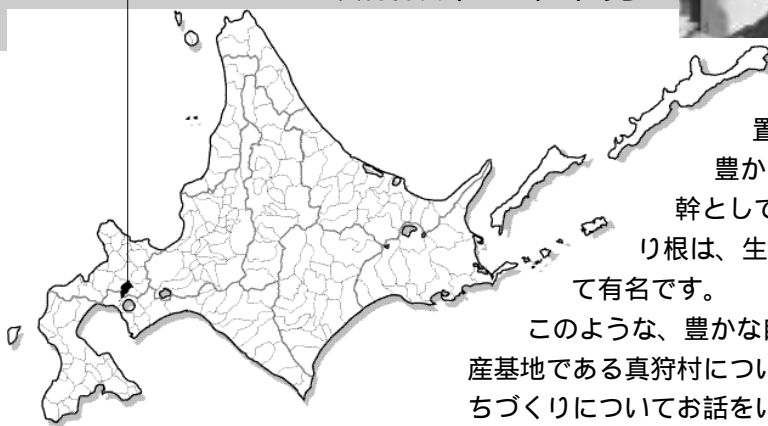 置
豊か
幹として
り根は、生
て有名です。
このような、豊かな自
産基地である真狩村につい
ちづくりについてお話をい